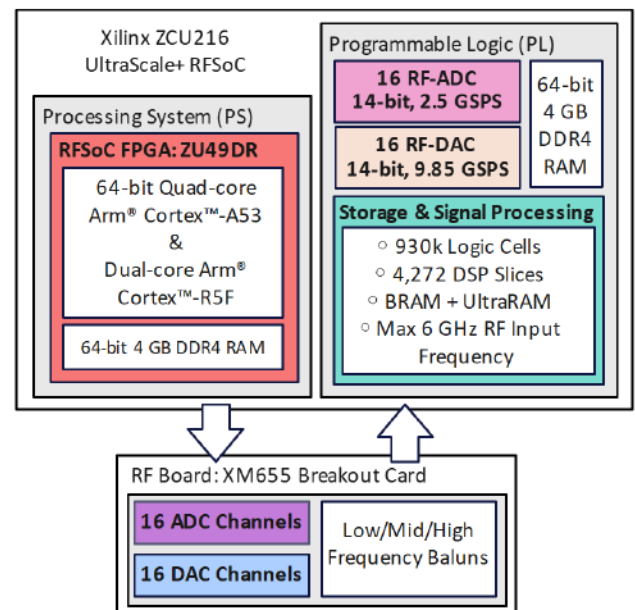 Xilinx ZCU216
UltraScale+ RFSoC
Processing System (PS)
RFSoC FPGA: ZU49DR
64-bit Quad-core
Arm® Cortex™-A53
&
Dual-core Arm®
Cortex™-R5F
64-bit 4 GB DDR4 RAM
Programmable Logic (PL)
16 RF-ADC
14-bit, 2.5 GSPS
16 RF-DAC
14-bit, 9.85 GSPS
64-bit
4 GB
DDR4
RAM
Storage & Signal Processing
○ 930k Logic Cells
○ 4,272 DSP Slices
○ BRAM + UltraRAM
○ Max 6 GHz RF Input
Frequency
RF Board: XM655 Breakout Card
16 ADC Channels
16 DAC Channels
Low/Mid/High
Frequency Baluns